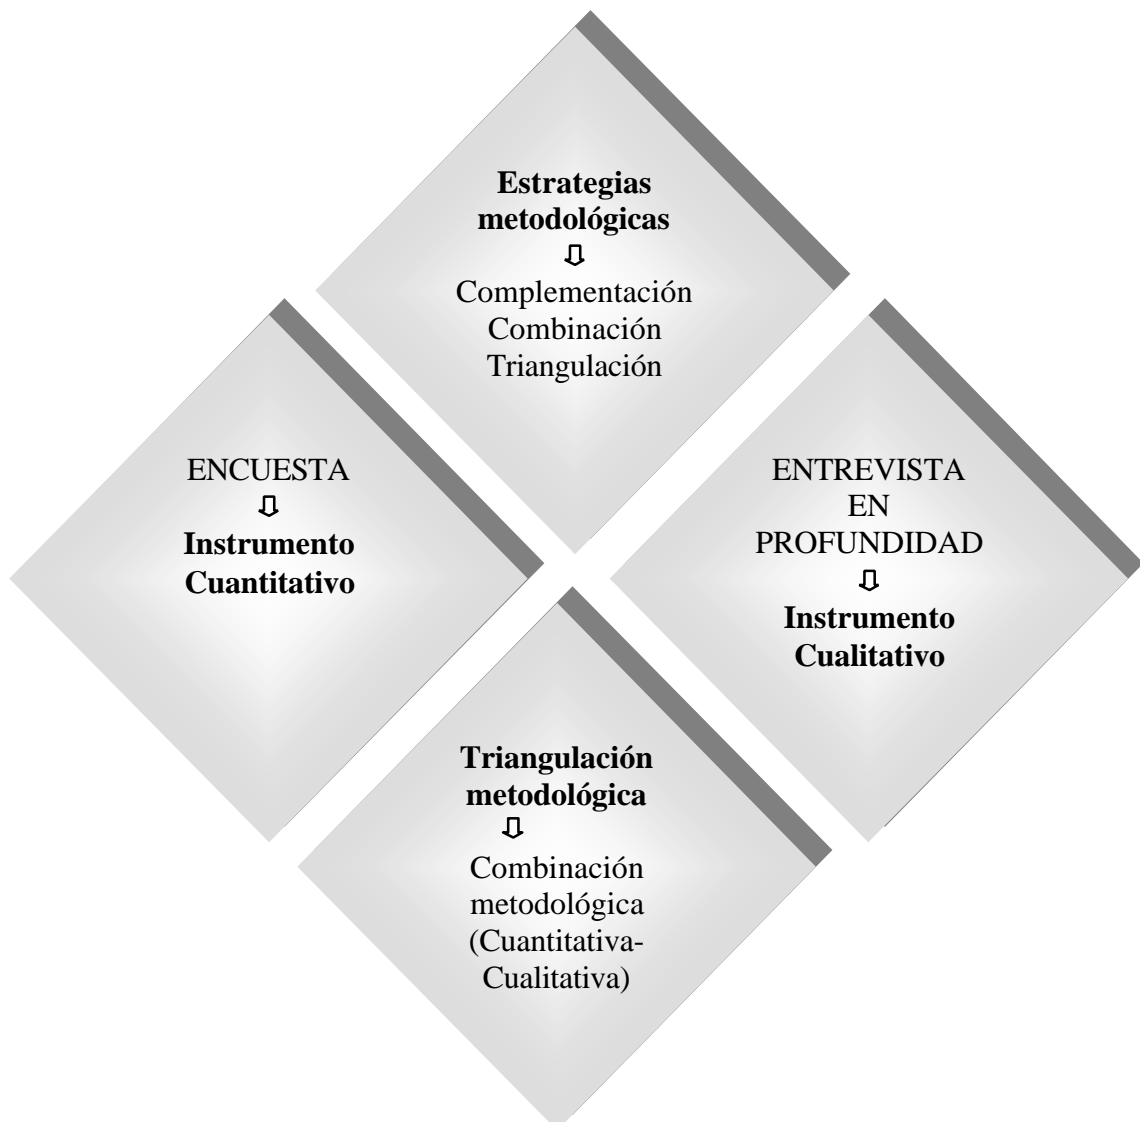 Estrategias
metodológicas
⇩
Complementación
Combinación
Triangulación
ENCUESTA
⇩
Instrumento
Cuantitativo
ENTREVISTA
EN
PROFUNDIDAD
⇩
Instrumento
Cualitativo
Triangulación
metodológica
⇩
Combinación
metodológica
(Cuantitativa-
Cualitativa)